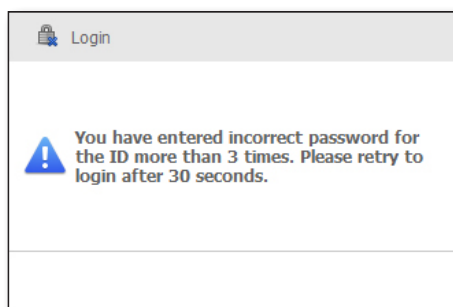 Login
You have entered incorrect password for
the ID more than 3 times. Please retry to
login after 30 seconds.